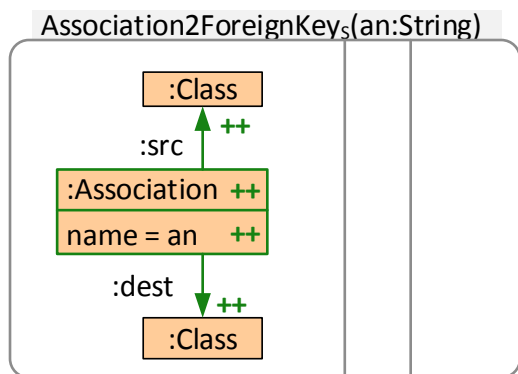 Association2ForeignKeyS(an:String)
:Class
++
:src
:Association ++
name = an ++
:dest
++
:Class